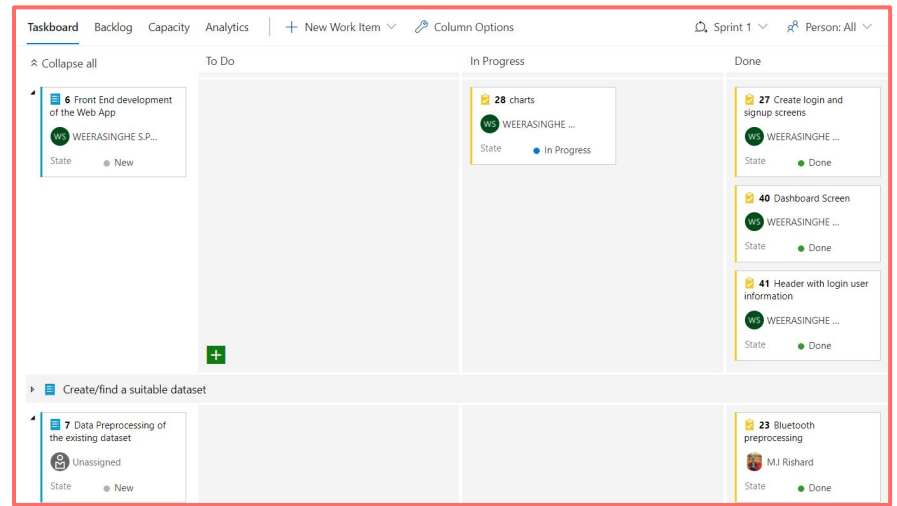 Taskboard Backlog Capacity Analytics New Work Item Column Options Sprint 1 Person: All
Collapse all To Do In Progress Done
6 Front End development
of the Web App
WS WEERASINGHE S.P...
State New
28 charts
WS WEERASINGHE ...
State In Progress
27 Create login and
signup screens
WS WEERASINGHE ...
State Done
40 Dashboard Screen
WS WEERASINGHE ...
State Done
41 Header with login user
information
WS WEERASINGHE ...
State Done
Create/find a suitable dataset
7 Data Preprocessing of
the existing dataset
Unassigned
State New
23 Bluetooth
preprocessing
M.I Rishard
State Done